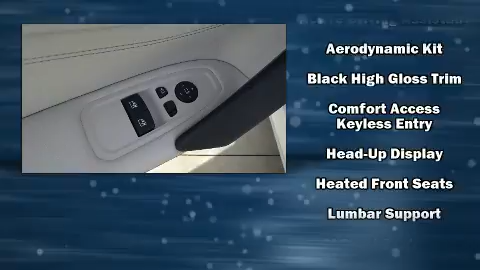 Aerodynamic Kit
Black High Gloss Trim
Comfort Access
Keyless Entry
Head-Up Display
Heated Front Seats
Lumbar Support